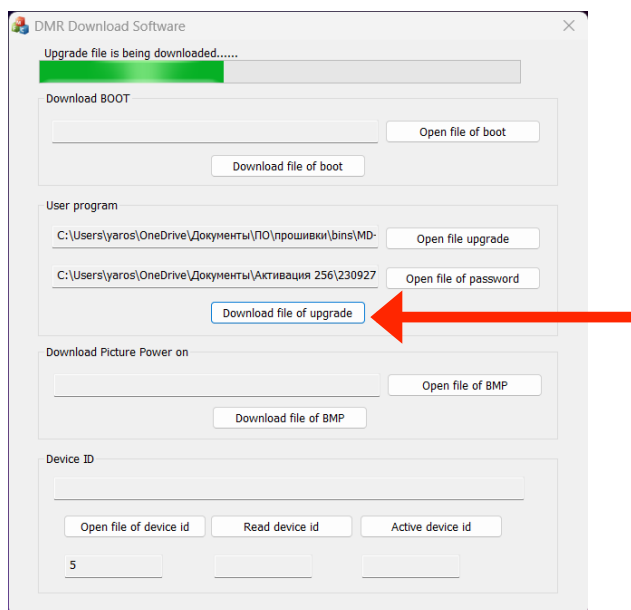 DMR Download Software
Upgrade file is being downloaded......
Download BOOT
Open file of boot
Download file of boot
User program
C:\Users\yaros\OneDrive\Документы\ПО\прошивки\bins\MD-
Open file upgrade
C:\Users\yaros\OneDrive\Документы\Активация 256\230927
Open file of password
Download file of upgrade
Download Picture Power on
Open file of BMP
Download file of BMP
Device ID
Open file of device id Read device id Active device id
5